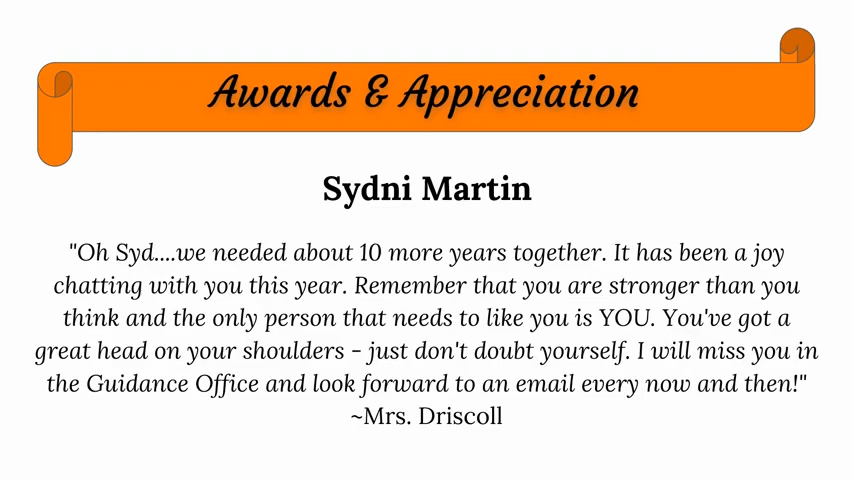 Awards & Appreciation
Sydni Martin
"Oh Syd....we needed about 10 more years together. It has been a joy
chatting with you this year. Remember that you are stronger than you
think and the only person that needs to like you is YOU. You've got a
great head on your shoulders - just don't doubt yourself. I will miss you in
the Guidance Office and look forward to an email every now and then!"
~Mrs. Driscoll